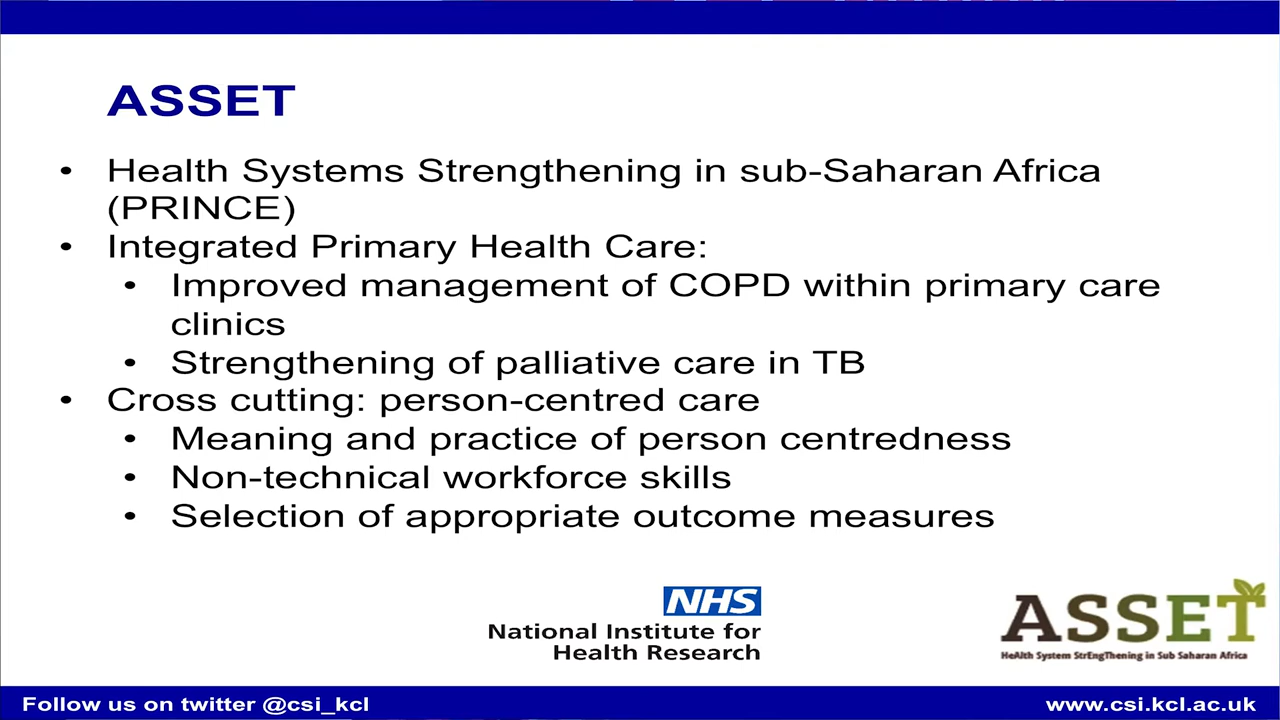 ASSET
• Health Systems Strengthening in sub-Saharan Africa
(PRINCE)
• Integrated Primary Health Care:
• Improved management of COPD within primary care
clinics
• Strengthening of palliative care in TB
• Cross cutting: person-centred care
• Meaning and practice of person centredness
• Non-technical workforce skills
• Selection of appropriate outcome measures
NHS
National Institute for
Health Research
ASSET
HeAlth System StrEngThening in Sub Saharan Africa
Follow us on twitter @csi_kcl
www.csi.kcl.ac.uk